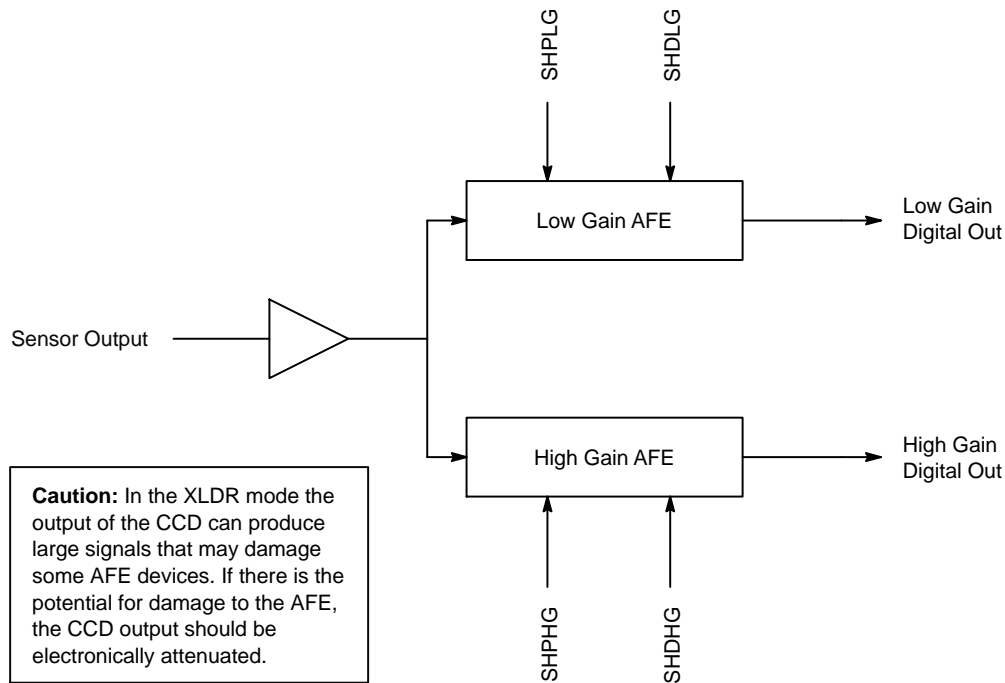 SHPLG
SHDLG
Low Gain AFE
Low Gain
Digital Out
Sensor Output
High Gain AFE
High Gain
Digital Out
SHPHG
SHDHG
Caution: In the XLDR mode the
output of the CCD can produce
large signals that may damage
some AFE devices. If there is the
potential for damage to the AFE,
the CCD output should be
electronically attenuated.